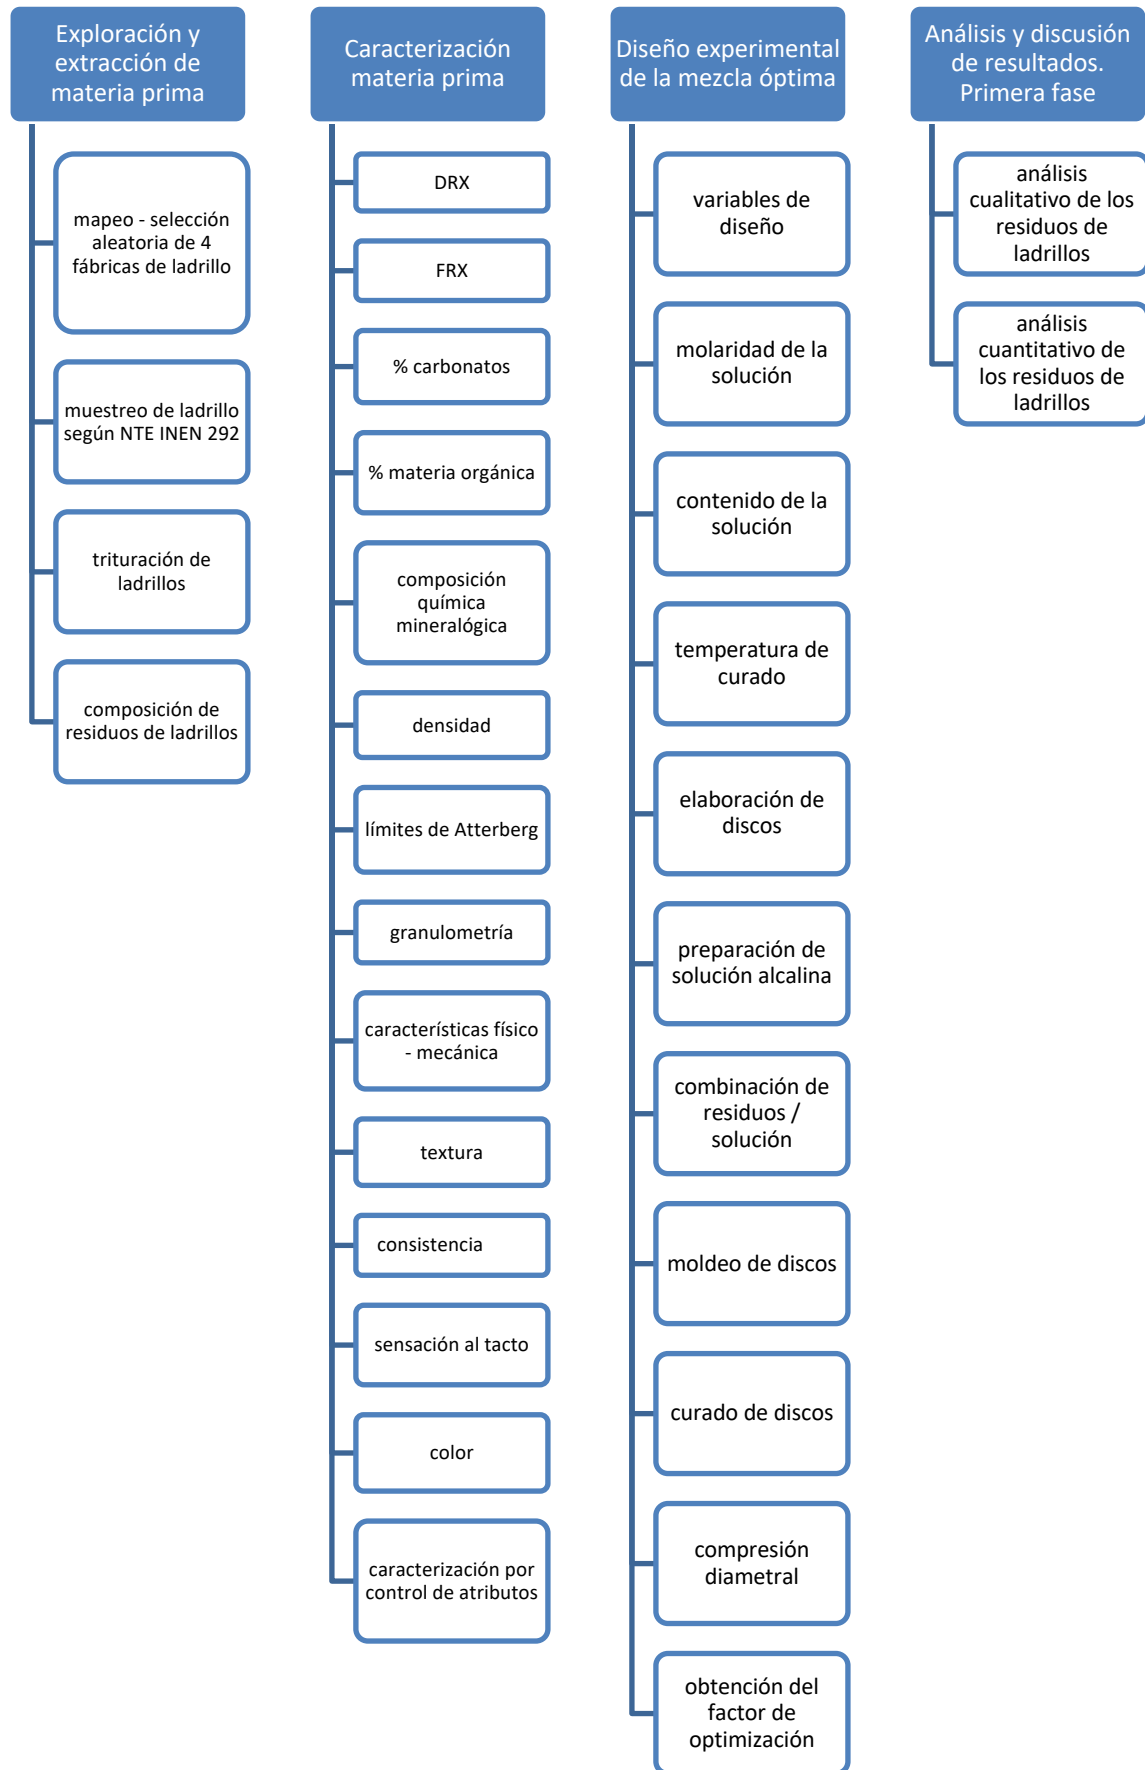 Exploración y
extracción de
materia prima
mapeo - selección
aleatoria de 4
fábricas de ladrillo
muestreo de ladrillo
según NTE INEN 292
trituración de
ladrillos
composición de
residuos de ladrillos
Caracterización
materia prima
DRX
FRX
% carbonatos
% materia orgánica
composición
química
mineralógica
densidad
límites de Atterberg
granulometría
características físico
- mecánica
textura
consistencia
sensación al tacto
color
caracterización por
control de atributos
Diseño experimental
de la mezcla óptima
variables de
diseño
molaridad de la
solución
contenido de la
solución
temperatura de
curado
elaboración de
discos
preparación de
solución alcalina
combinación de
residuos /
solución
moldeo de discos
curado de discos
compresión
diametral
obtención del
factor de
optimización
Análisis y discusión
de resultados.
Primera fase
análisis
cualitativo de los
residuos de
ladrillos
análisis
cuantitativo de
los residuos de
ladrillos